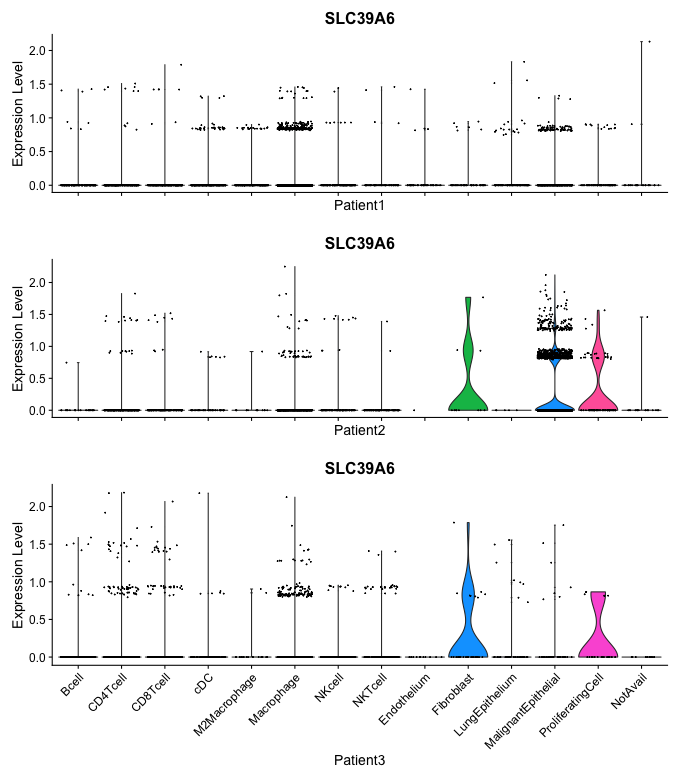 SLC39A6
Expression Level
2.0
1.5
1.0
0.5
0.0
Patient1
SLC39A6
Expression Level
2.0
1.5
1.0
0.5
0.0
Patient2
SLC39A6
Expression Level
2.0
1.5
1.0
0.5
0.0
Bcell
CD4Tcell
CD8Tcell
cDC
M2Macrophage
Macrophage
NKcell
NKTcell
Endothelium
Fibroblast
LungEpithelium
MalignantEpithelial
ProliferatingCell
NotAvail
Patient3